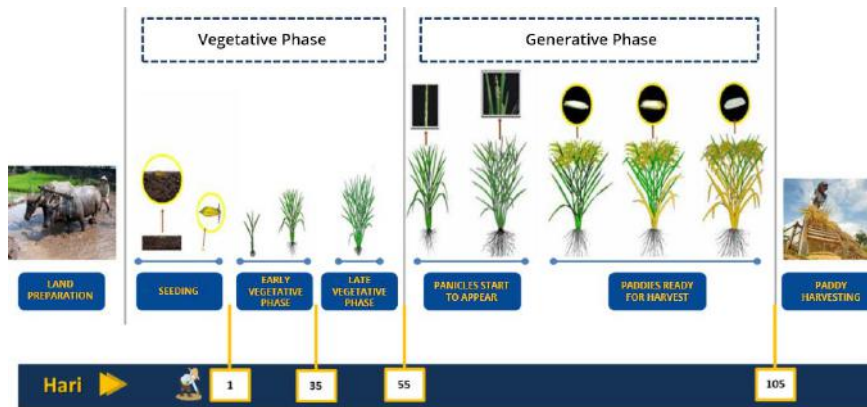 Vegetative Phase
Generative Phase
LAND
PREPARATION
SEEDING
EARLY
VEGETATIVE
PHASE
LATE
VEGETATIVE
PHASE
PANICLES START
TO APPEAR
PADDIES READY
FOR HARVEST
PADDY
HARVESTING
Hari
1
35
55
105